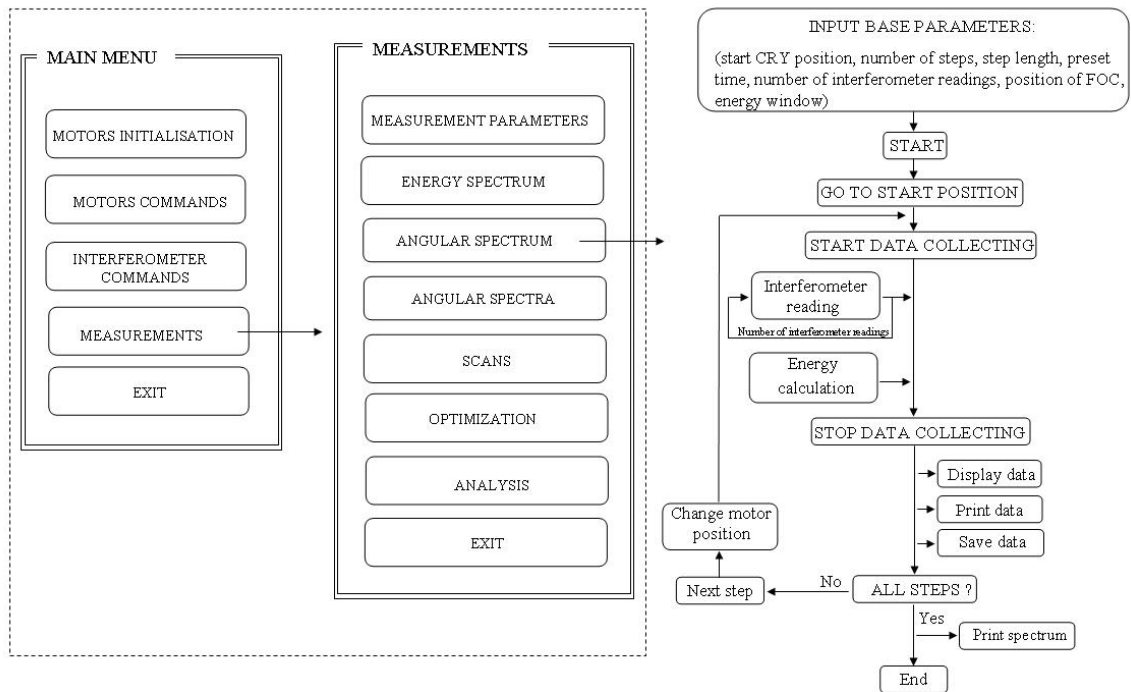 MAIN MENU
MOTORS INITIALISATION
MOTORS COMMANDS
INTERFEROMETER
COMMANDS
MEASUREMENTS
EXIT
MEASUREMENTS
MEASUREMENT PARAMETERS
ENERGY SPECTRUM
ANGULAR SPECTRUM
ANGULAR SPECTRA
SCANS
OPTIMIZATION
ANALYSIS
EXIT
INPUT BASE PARAMETERS:
(start CRY position, number of steps, step length, preset
time, number of interferometer readings, position of FOC,
energy window)
START
GO TO START POSITION
START DATA COLLECTING
Interferometer
reading
Number of interferometer readings
Energy
calculation
STOP DATA COLLECTING
Display data
Print data
Save data
Change motor
position
Next step
No
ALL STEPS ?
Yes
Print spectrum
End